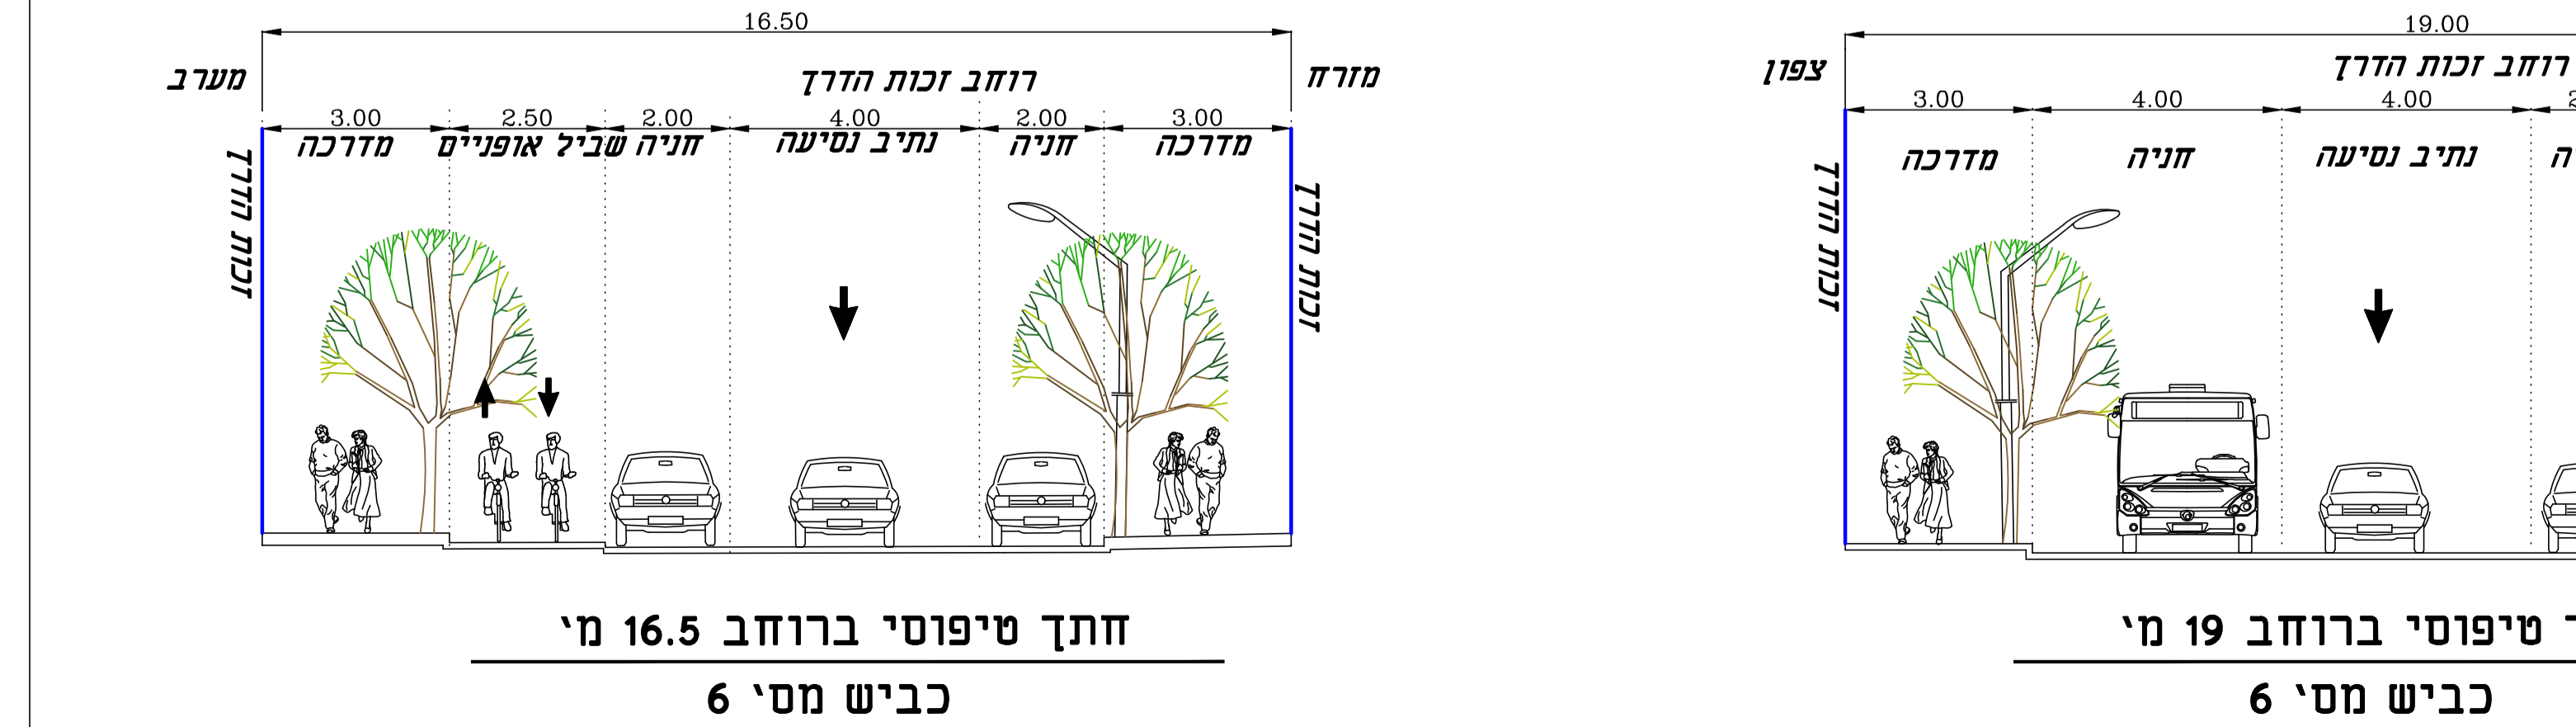 16.50
מזרח
רוחב זכות הדרך
מערב
3.00 2.50 2.00 4.00 2.00 3.00
מדרכה שביל אופניים חניה נתיב נסיעה חניה מדרכה
זכות הדרך
זכות הדרך
חתך טיפוסי ברוחב 16.5 מ'
כביש מס' 6
19.00
רוחב זכות הדרך
צפון
3.00 4.00 4.00
מדרכה חניה נתיב נסיעה
זכות הדרך
טיפוסי ברוחב 19 מ'
כביש מס' 6